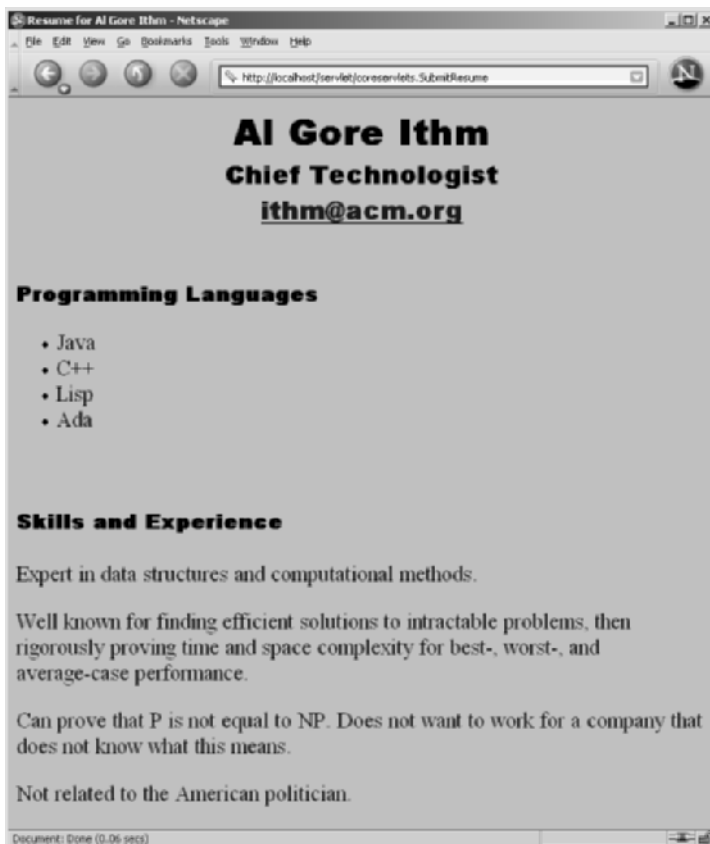 Resume for Al Gore Ithm - Netscape
File Edit View Go Bookmarks Tools Window Help
http://localhost/servlet/coreservlets.SubmitResume
N
Al Gore Ithm
Chief Technologist
ithm@acm.org
Programming Languages
• Java
• C++
• Lisp
• Ada
Skills and Experience
Expert in data structures and computational methods.
Well known for finding efficient solutions to intractable problems, then
rigorously proving time and space complexity for best-, worst-, and
average-case performance.
Can prove that P is not equal to NP. Does not want to work for a company that
does not know what this means.
Not related to the American politician.
Document: Done (0.06 secs)